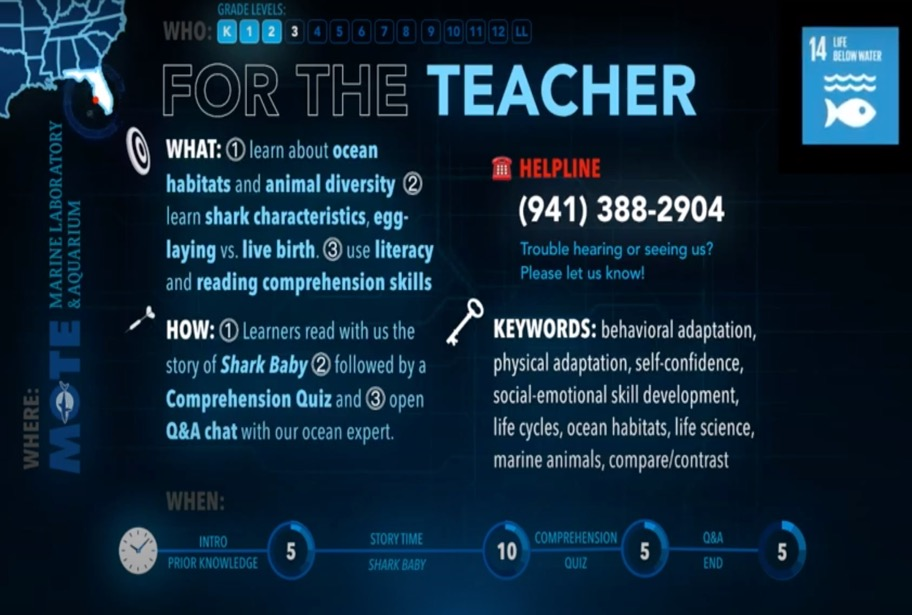 GRADE LEVELS:
WHO: K 1 2 3 4 5 6 7 8 9 10 11 12 LL
FOR THE TEACHER
14 LIFE
BELOW WATER
WHAT: ① learn about ocean
habitats and animal diversity ②
learn shark characteristics, egg-
laying vs. live birth. ③ use literacy
and reading comprehension skills
HOW: ① Learners read with us the
story of Shark Baby ② followed by a
Comprehension Quiz and ③ open
Q&A chat with our ocean expert.
HELPLINE
(941) 388-2904
Trouble hearing or seeing us?
Please let us know!
KEYWORDS: behavioral adaptation,
physical adaptation, self-confidence,
social-emotional skill development,
life cycles, ocean habitats, life science,
marine animals, compare/contrast
WHERE:
MOTE
MARINE LABORATORY
& AQUARIUM
WHEN:
INTRO
PRIOR KNOWLEDGE
5
STORY TIME
SHARK BABY
10
COMPREHENSION
QUIZ
5
Q&A
END
5